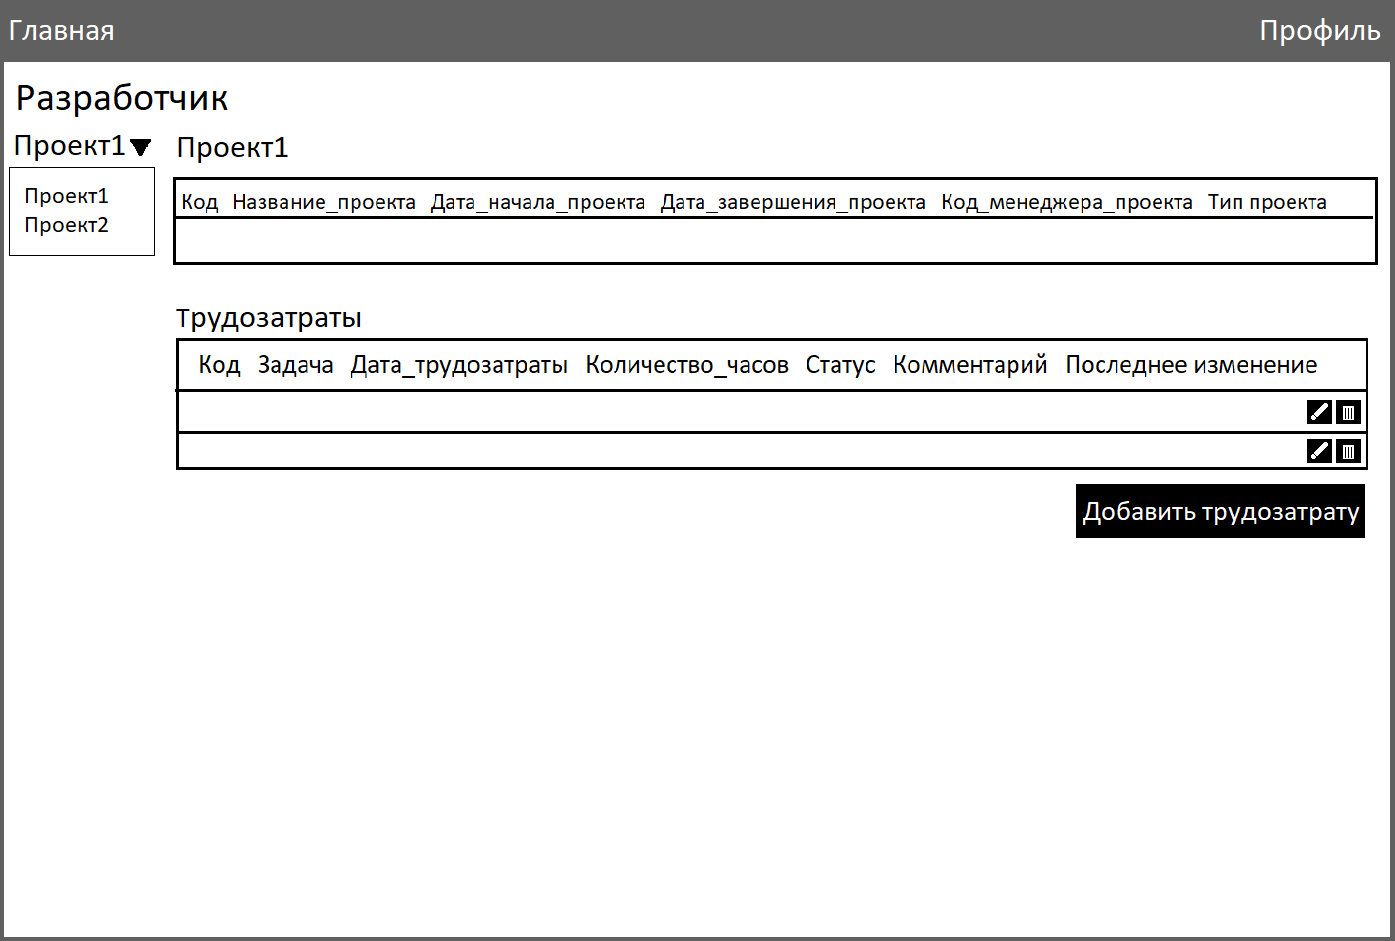 Главная Профиль
Разработчик
Проект1 Проект1
Проект1
Проект2
Код Название_проекта Дата_начала_проекта Дата_завершения_проекта Код_менеджера_проекта Тип проекта
Трудозатраты
Код Задача Дата_трудозатраты Количество_часов Статус Комментарий Последнее изменение
Добавить трудозатрату